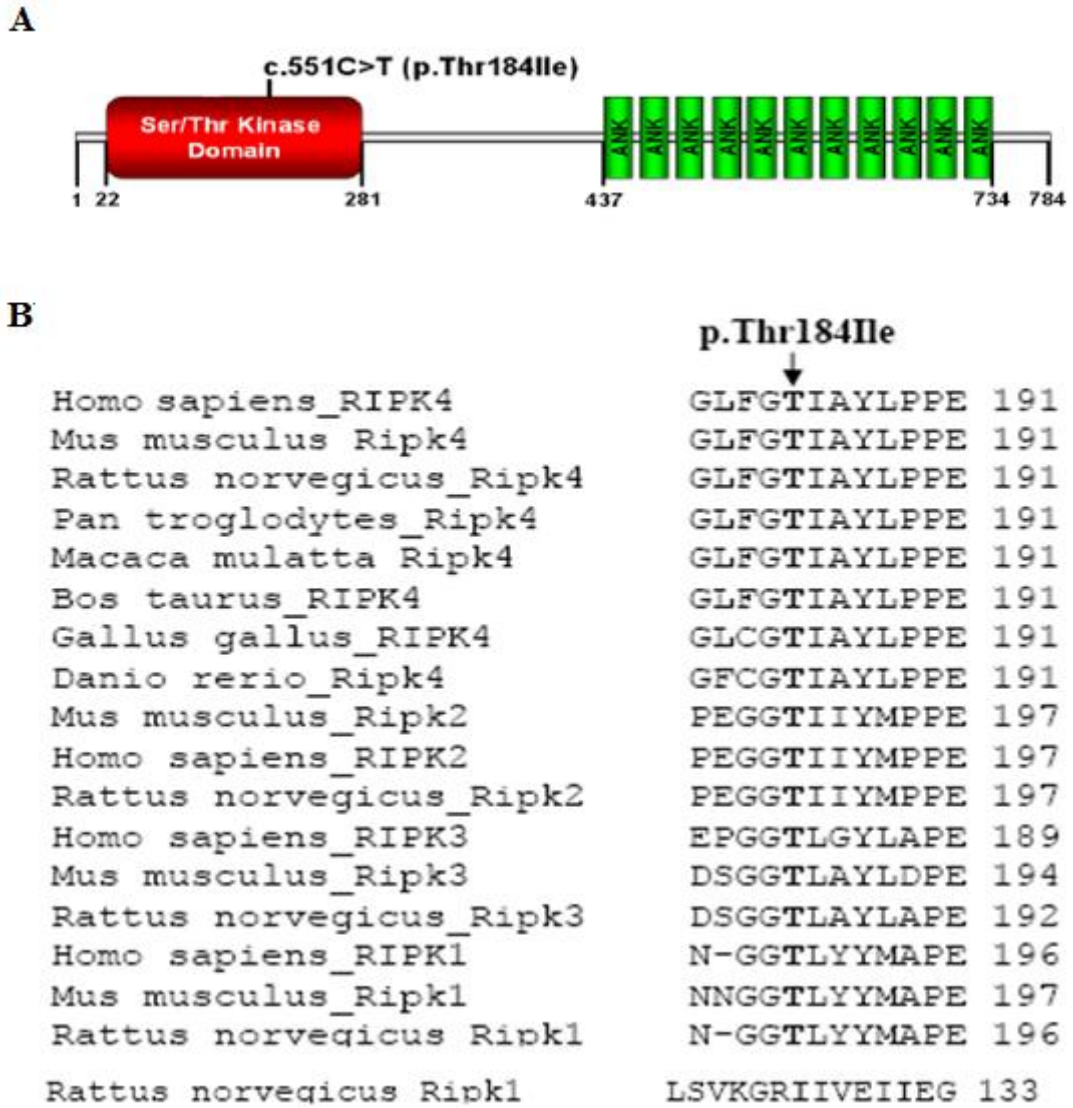 A
c.551C>T (p.Thr184Ile)
Ser/Thr Kinase
Domain
ANK ANK ANK ANK ANK ANK ANK ANK ANK ANK ANK
1 22 281 437 734 784
B
p.Thr184Ile
Homo sapiens_RIPK4 GLFGTIAYLPPE 191
Mus musculus Ripk4 GLFGTIAYLPPE 191
Rattus norvegicus_Ripk4 GLFGTIAYLPPE 191
Pan troglodytes_Ripk4 GLFGTIAYLPPE 191
Macaca mulatta Ripk4 GLFGTIAYLPPE 191
Bos taurus_RIPK4 GLFGTIAYLPPE 191
Gallus gallus_RIPK4 GLCGTIAYLPPE 191
Danio rerio_Ripk4 GFCGTIAYLPPE 191
Mus musculus_Ripk2 PEGGTIIYMPPE 197
Homo sapiens_RIPK2 PEGGTIIYMPPE 197
Rattus norvegicus_Ripk2 PEGGTIIYMPPE 197
Homo sapiens_RIPK3 EPGGTLGYLAPE 189
Mus musculus_Ripk3 DSGGTLAYLDPE 194
Rattus norvegicus_Ripk3 DSGGTLAYLAPE 192
Homo sapiens_RIPK1 N-GGTLYYMAPE 196
Mus musculus_Ripk1 NNGGTLYYMAPE 197
Rattus norvegicus Ripk1 N-GGTLYYMAPE 196
Rattus norvegicus Ripk1 LSVKGRIIVEIIEG 133